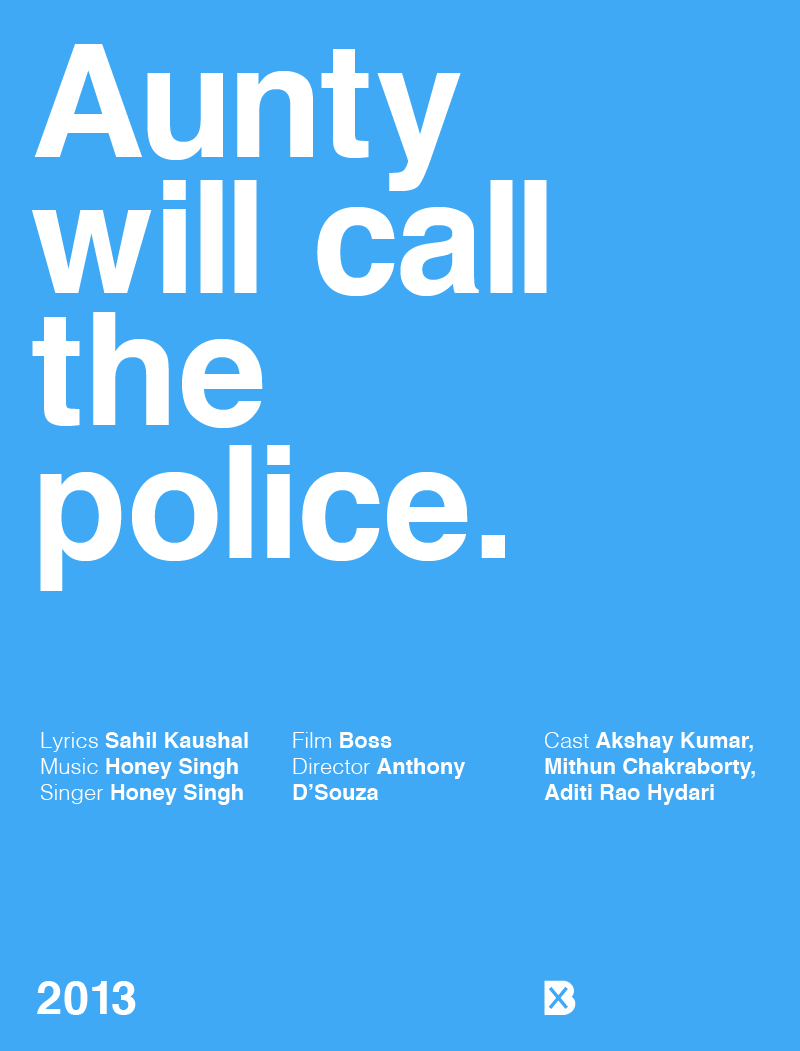 Aunty
will call
the
police.
Lyrics Sahil Kaushal
Music Honey Singh
Singer Honey Singh
Film Boss
Director Anthony
D’Souza
Cast Akshay Kumar,
Mithun Chakraborty,
Aditi Rao Hydari
2013
BX